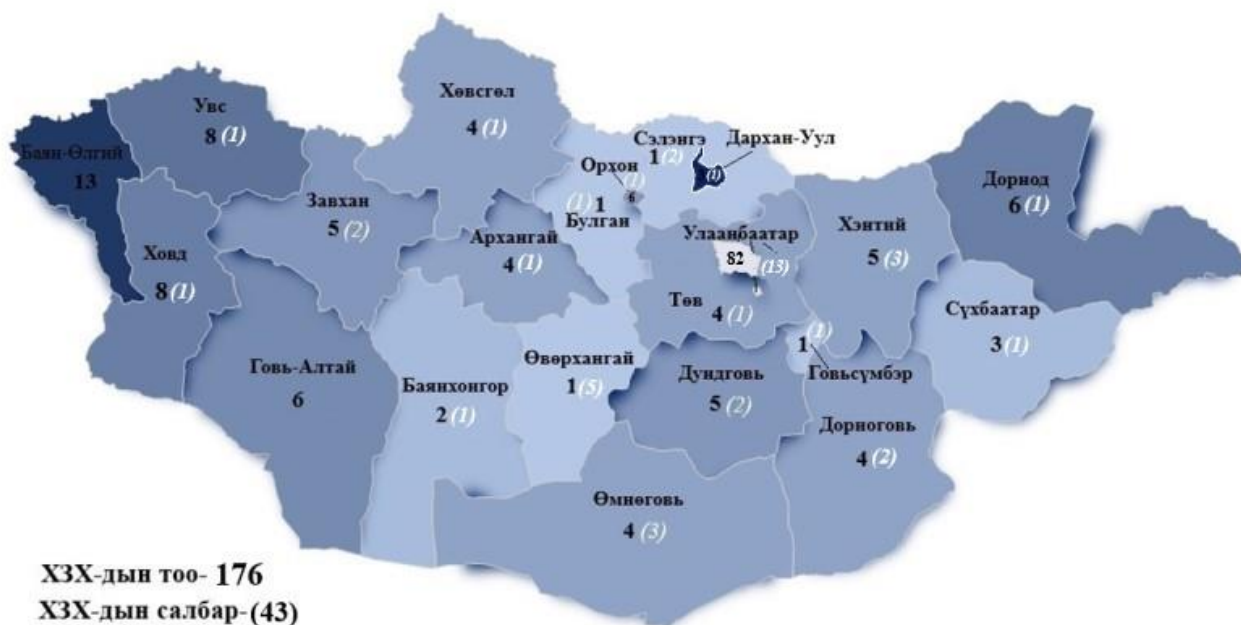 Увс
8 (1)
Баян-Өлгий
13
Ховд
8 (1)
Завхан
5 (2)
Хөвсгөл
4 (1)
Архангай
4 (1)
Говь-Алтай
6
Баянхонгор
2 (1)
Өвөрхангай
1 (5)
Орхон
(1)
6
(1) 1
Булган
Сэлэнгэ
1 (2)
Дархан-Уул
(1)
Улаанбаатар
82
(13)
Төв
4 (1)
Хэнтий
5 (3)
Дорнод
6 (1)
Сүхбаатар
3 (1)
(1)
1
Говьсүмбэр
Дундговь
5 (2)
Дорноговь
4 (2)
Өмнөговь
4 (3)
ХЗХ-дын тоо- 176
ХЗХ-дын салбар-(43)